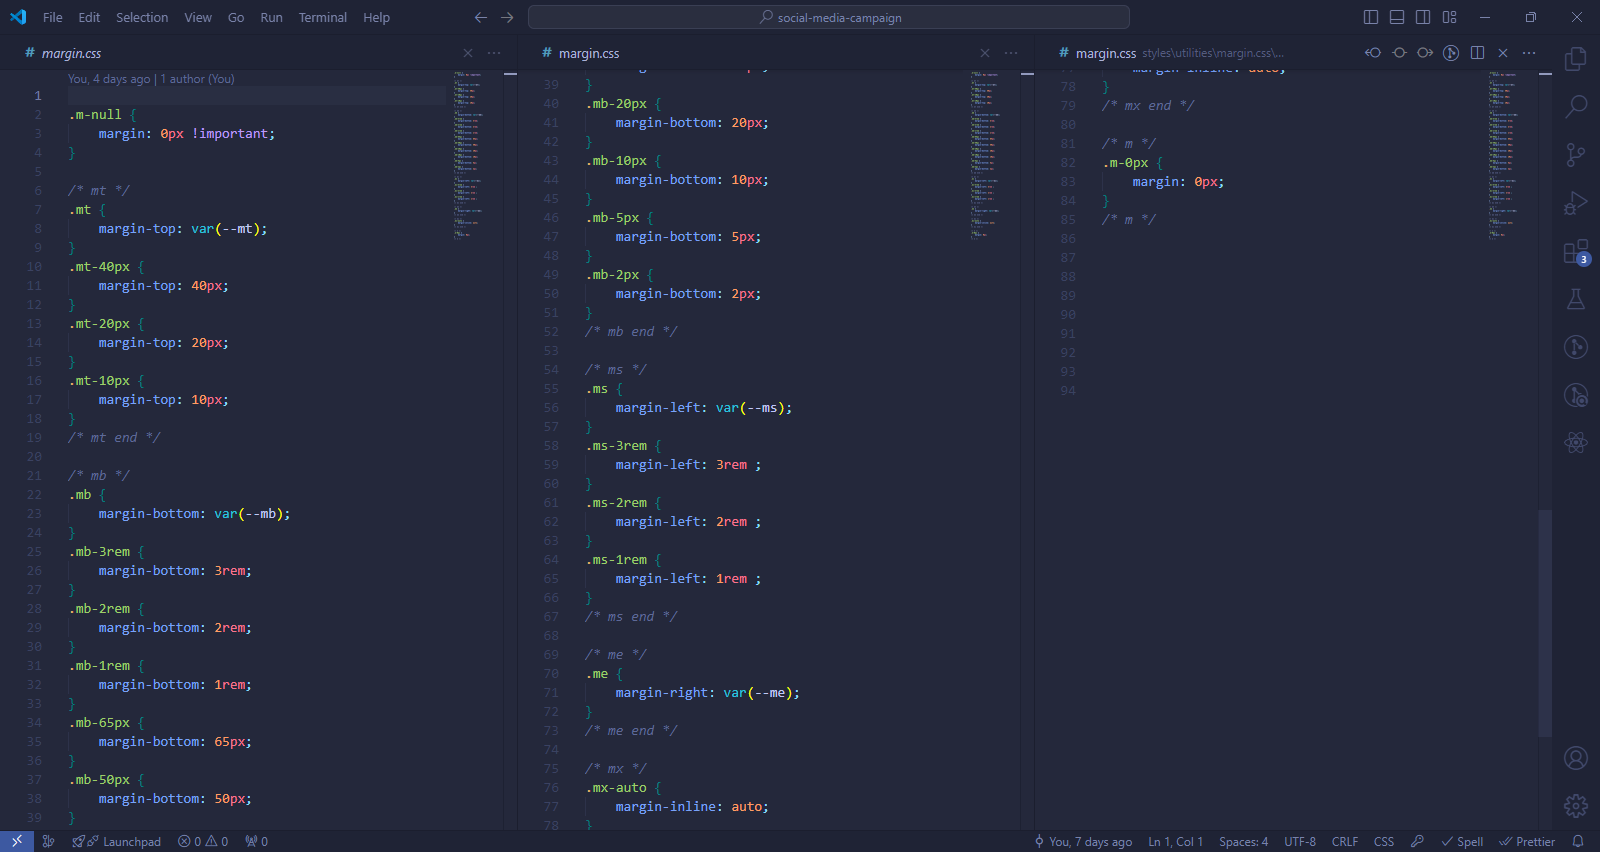 File Edit Selection View Go Run Terminal Help
social-media-campaign
# margin.css
You, 4 days ago | 1 author (You)
1
2 .m-null {
3 margin: 0px !important;
4 }
5
6 /* mt */
7 .mt {
8 margin-top: var(--mt);
9 }
10 .mt-40px {
11 margin-top: 40px;
12 }
13 .mt-20px {
14 margin-top: 20px;
15 }
16 .mt-10px {
17 margin-top: 10px;
18 }
19 /* mt end */
20
21 /* mb */
22 .mb {
23 margin-bottom: var(--mb);
24 }
25 .mb-3rem {
26 margin-bottom: 3rem;
27 }
28 .mb-2rem {
29 margin-bottom: 2rem;
30 }
31 .mb-1rem {
32 margin-bottom: 1rem;
33 }
34 .mb-65px {
35 margin-bottom: 65px;
36 }
37 .mb-50px {
38 margin-bottom: 50px;
39 }
# margin.css
39 }
40 .mb-20px {
41 margin-bottom: 20px;
42 }
43 .mb-10px {
44 margin-bottom: 10px;
45 }
46 .mb-5px {
47 margin-bottom: 5px;
48 }
49 .mb-2px {
50 margin-bottom: 2px;
51 }
52 /* mb end */
53
54 /* ms */
55 .ms {
56 margin-left: var(--ms);
57 }
58 .ms-3rem {
59 margin-left: 3rem ;
60 }
61 .ms-2rem {
62 margin-left: 2rem ;
63 }
64 .ms-1rem {
65 margin-left: 1rem ;
66 }
67 /* ms end */
68
69 /* me */
70 .me {
71 margin-right: var(--me);
72 }
73 /* me end */
74
75 /* mx */
76 .mx-auto {
77 margin-inline: auto;
78 }
# margin.css styles\utilities\margin.css\...
77 margin-inline: auto;
78 }
79 /* mx end */
80
81 /* m */
82 .m-0px {
83 margin: 0px;
84 }
85 /* m */
86
87
88
89
90
91
92
93
94
3
Launchpad 0 0 0
You, 7 days ago Ln 1, Col 1 Spaces: 4 UTF-8 CRLF CSS Spell Prettier